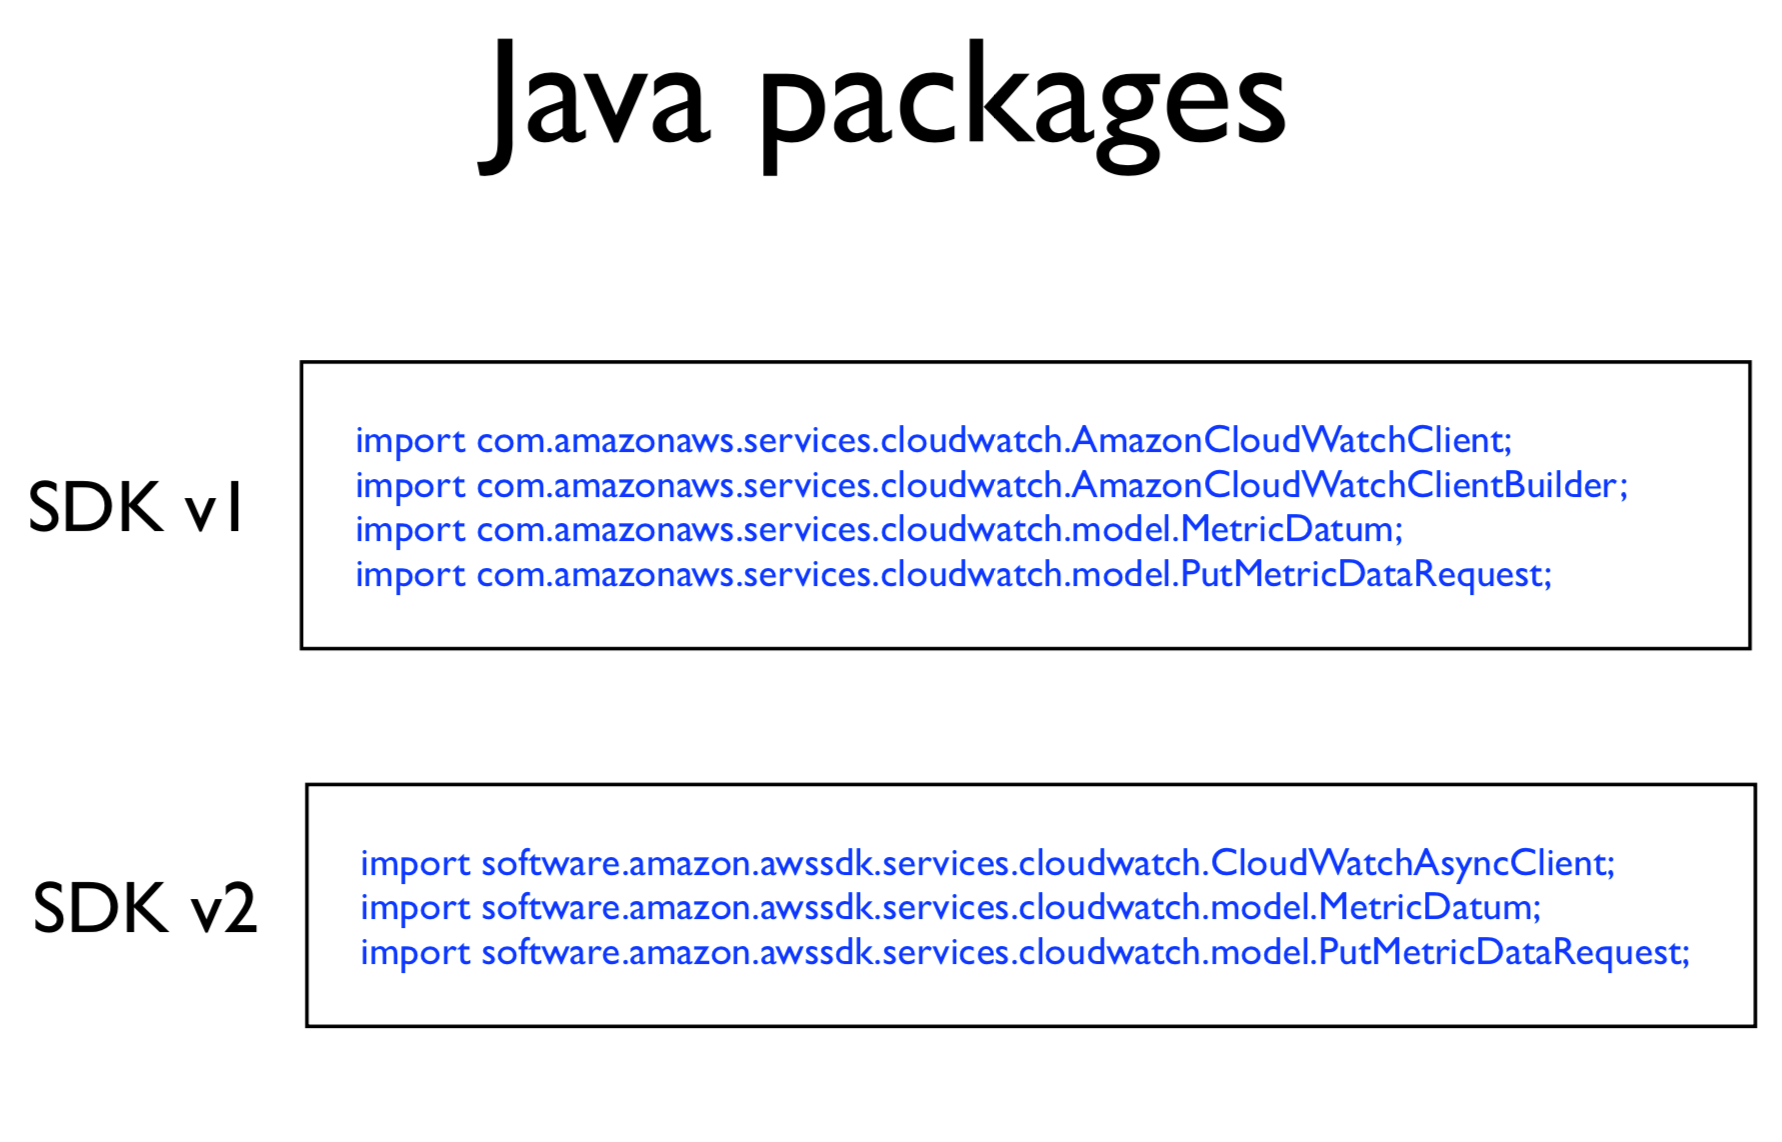 Java packages
SDK v1
import com.amazonaws.services.cloudwatch.AmazonCloudWatchClient;
import com.amazonaws.services.cloudwatch.AmazonCloudWatchClientBuilder;
import com.amazonaws.services.cloudwatch.model.MetricDatum;
import com.amazonaws.services.cloudwatch.model.PutMetricDataRequest;
SDK v2
import software.amazon.awssdk.services.cloudwatch.CloudWatchAsyncClient;
import software.amazon.awssdk.services.cloudwatch.model.MetricDatum;
import software.amazon.awssdk.services.cloudwatch.model.PutMetricDataRequest;